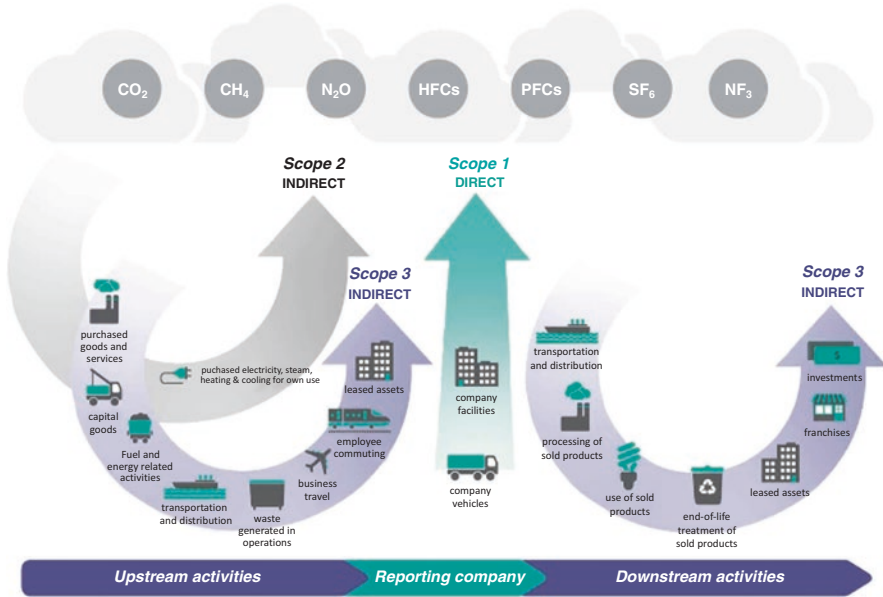 CO₂
CH₄
N₂O
HFCs
PFCs
SF₆
NF₃
Scope 2
INDIRECT
Scope 1
DIRECT
Scope 3
INDIRECT
Scope 3
INDIRECT
purchased
goods and
services
capital
goods
Fuel and
energy related
activities
transportation
and distribution
waste
generated in
operations
business
travel
employee
commuting
leased assets
puchased electricity, steam,
heating & cooling for own use
company
facilities
company
vehicles
transportation
and distribution
processing of
sold products
use of sold
products
end-of-life
treatment of
sold products
leased assets
franchises
$
investments
Upstream activities
Reporting company
Downstream activities